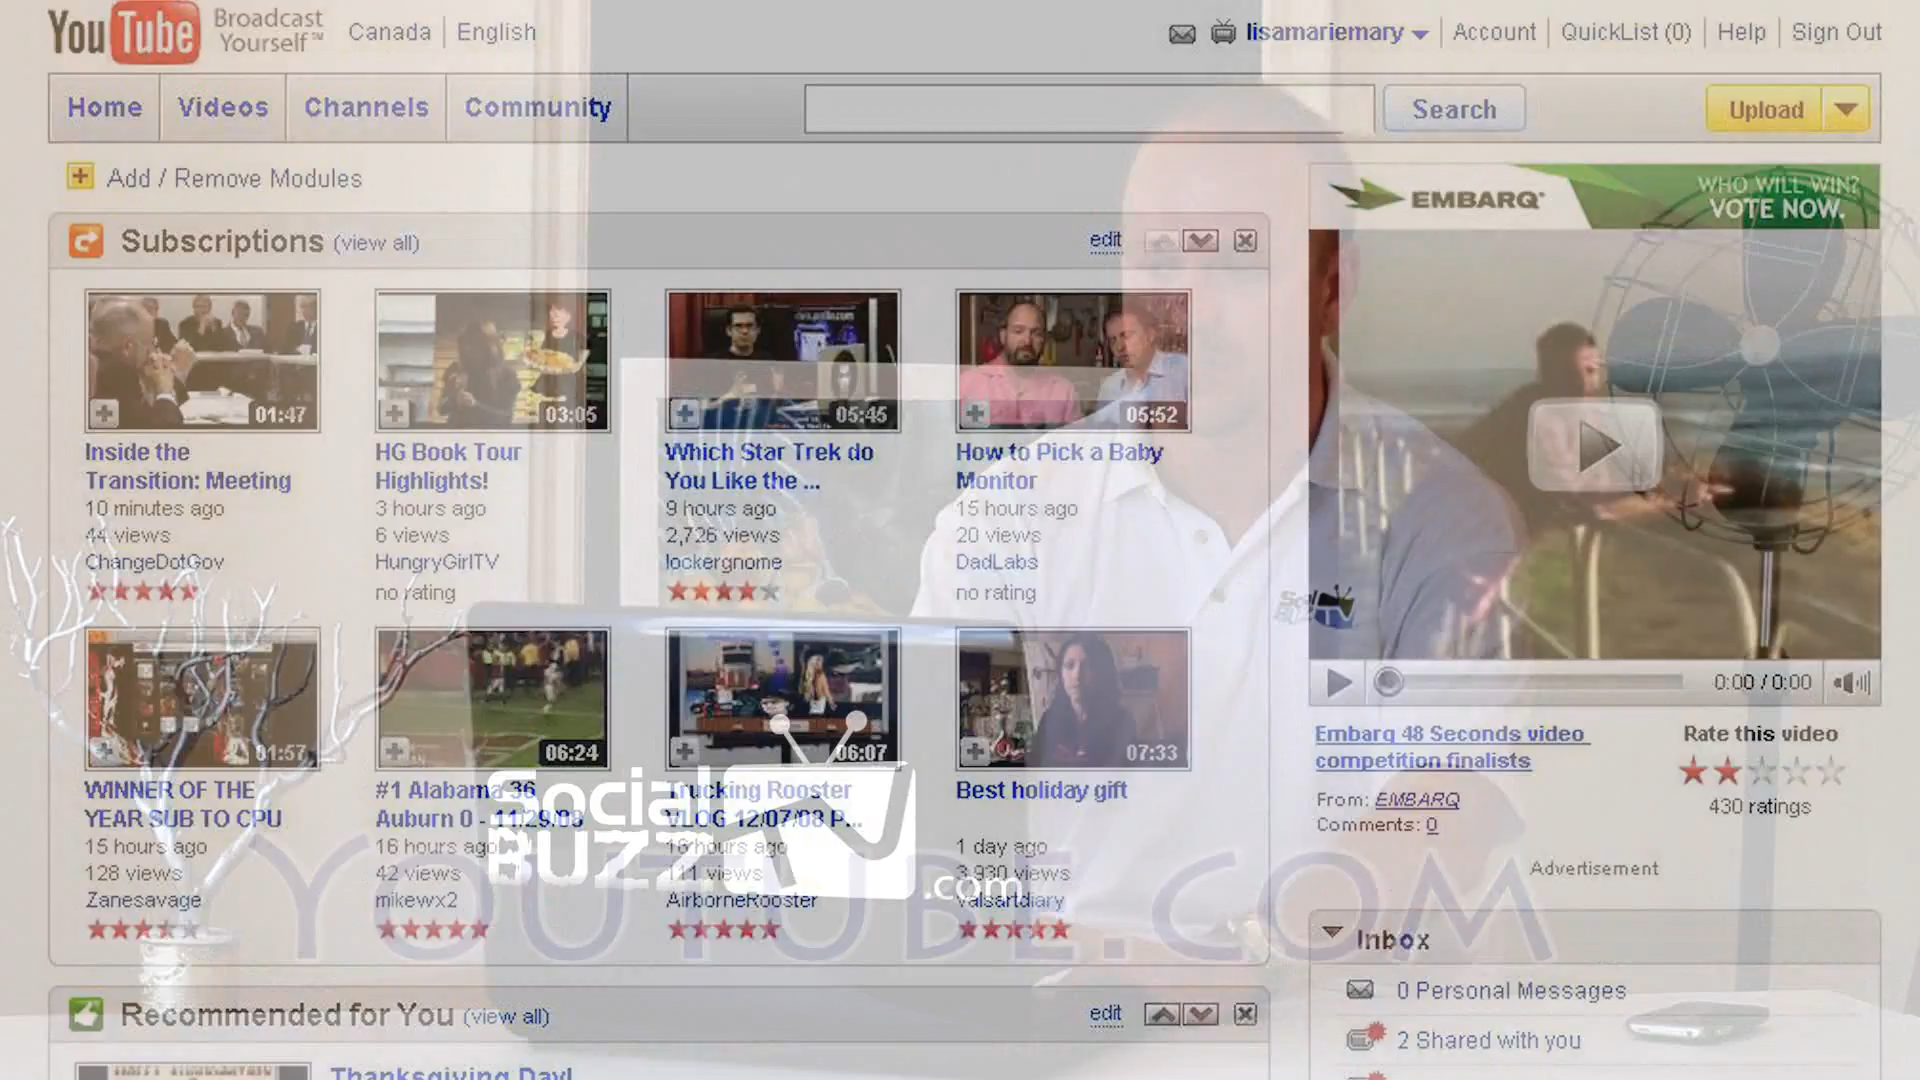 YouTube Broadcast Yourself™ Canada | English
lisamariemary | Account | QuickList (0) | Help | Sign Out
Home Videos Channels Community Search Upload
Add / Remove Modules
EMBARQ®
WHO WILL WIN?
VOTE NOW.
Subscriptions (view all) edit
01:47
03:05
05:45
05:52
Inside the
Transition: Meeting
10 minutes ago
44 views
ChangeDotGov
HG Book Tour
Highlights!
3 hours ago
6 views
HungryGirlTV
no rating
Which Star Trek do
You Like the ...
9 hours ago
2,726 views
lockergnome
How to Pick a Baby
Monitor
15 hours ago
20 views
DadLabs
no rating
01:57
06:24
06:07
07:33
WINNER OF THE
YEAR SUB TO CPU
15 hours ago
128 views
Zanesavage
#1 Alabama 36
Auburn 0 - 11/29/08
16 hours ago
42 views
mikewx2
Trucking Rooster
VLOG 12/07/08 P...
16 hours ago
111 views
AirborneRooster
Best holiday gift
1 day ago
3,930 views
valsartdiary
Social
BUZZ TV
.com
YOUTUBE.COM
0:00 / 0:00
Embarq 48 Seconds video
competition finalists
From: EMBARQ
Comments: 0
Rate this video
430 ratings
Advertisement
Inbox
0 Personal Messages
2 Shared with you
Recommended for You (view all) edit
Thanksgiving Day!